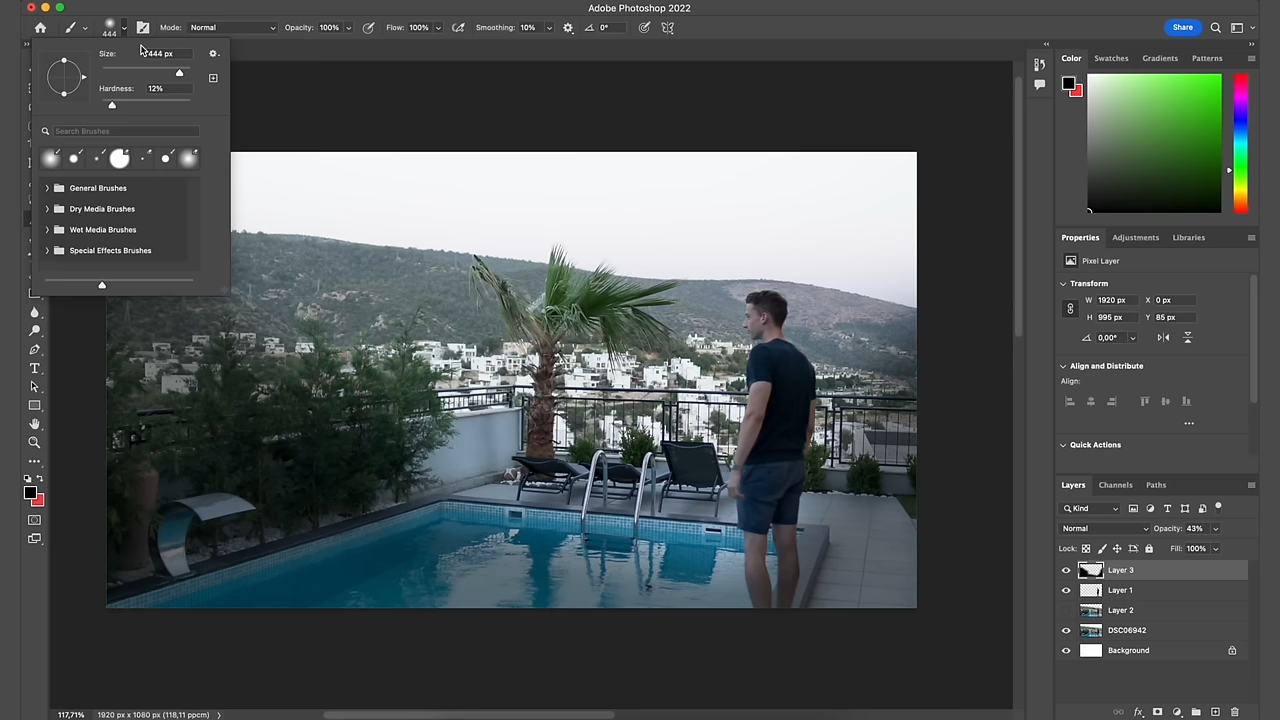 Adobe Photoshop 2022
444
Mode: Normal
Opacity: 100%
Flow: 100%
Smoothing: 10%
0°
Share
Size: 444 px
Hardness: 12%
Search Brushes
General Brushes
Dry Media Brushes
Wet Media Brushes
Special Effects Brushes
Color
Swatches
Gradients
Patterns
Properties
Adjustments
Libraries
Pixel Layer
Transform
W 1920 px X 0 px
H 995 px Y 85 px
0,00°
Align and Distribute
Align:
Quick Actions
Layers
Channels
Paths
Kind
Normal
Opacity: 43%
Lock:
Fill: 100%
Layer 3
Layer 1
Layer 2
DSC06942
Background
117,71%
1920 px x 1080 px (118,11 ppcm)